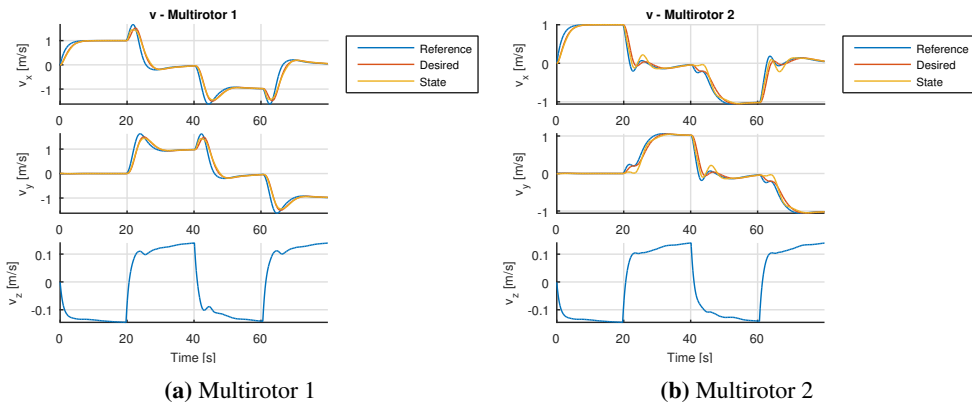 v - Multirotor 1
v_x [m/s]
1
0
-1
0 20 40 60
Reference
Desired
State
v_y [m/s]
1
0
-1
0 20 40 60
v_z [m/s]
0.1
0
-0.1
0 20 40 60
Time [s]
(a) Multirotor 1
v - Multirotor 2
v_x [m/s]
1
0
-1
0 20 40 60
Reference
Desired
State
v_y [m/s]
1
0
-1
0 20 40 60
v_z [m/s]
0.1
0
-0.1
0 20 40 60
Time [s]
(b) Multirotor 2